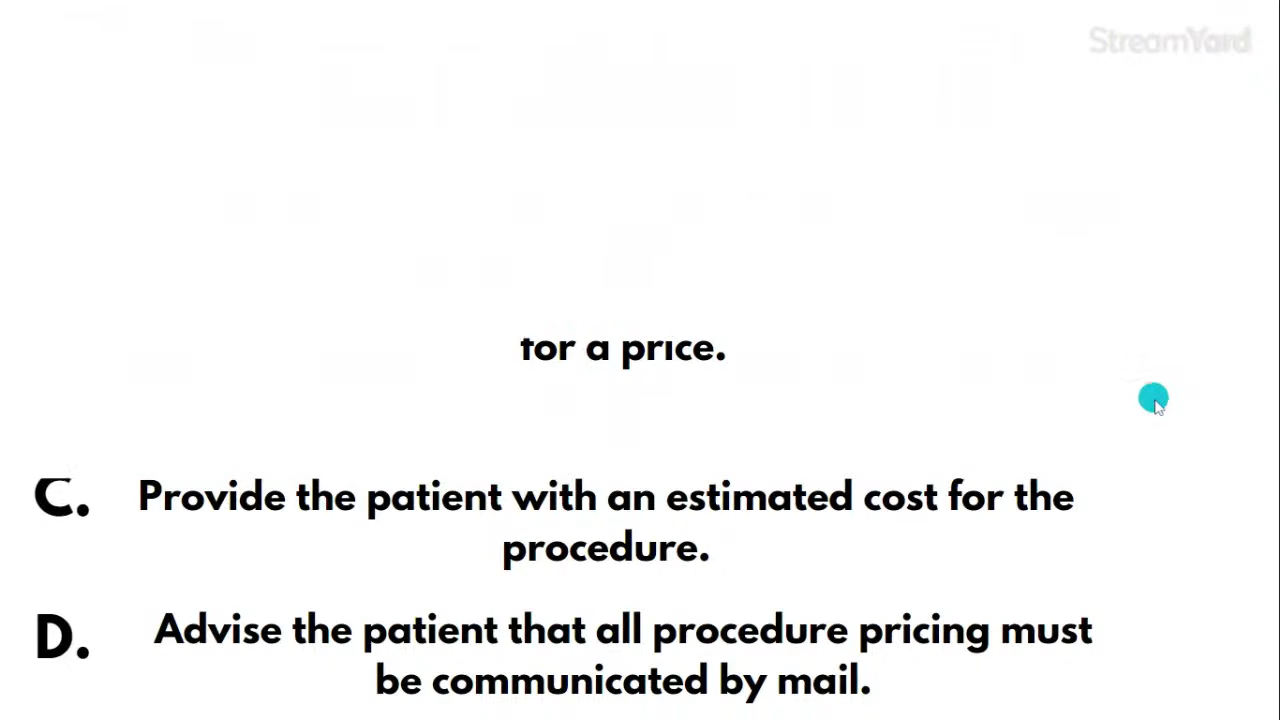 StreamYard
for a price.
C. Provide the patient with an estimated cost for the
procedure.
D. Advise the patient that all procedure pricing must
be communicated by mail.